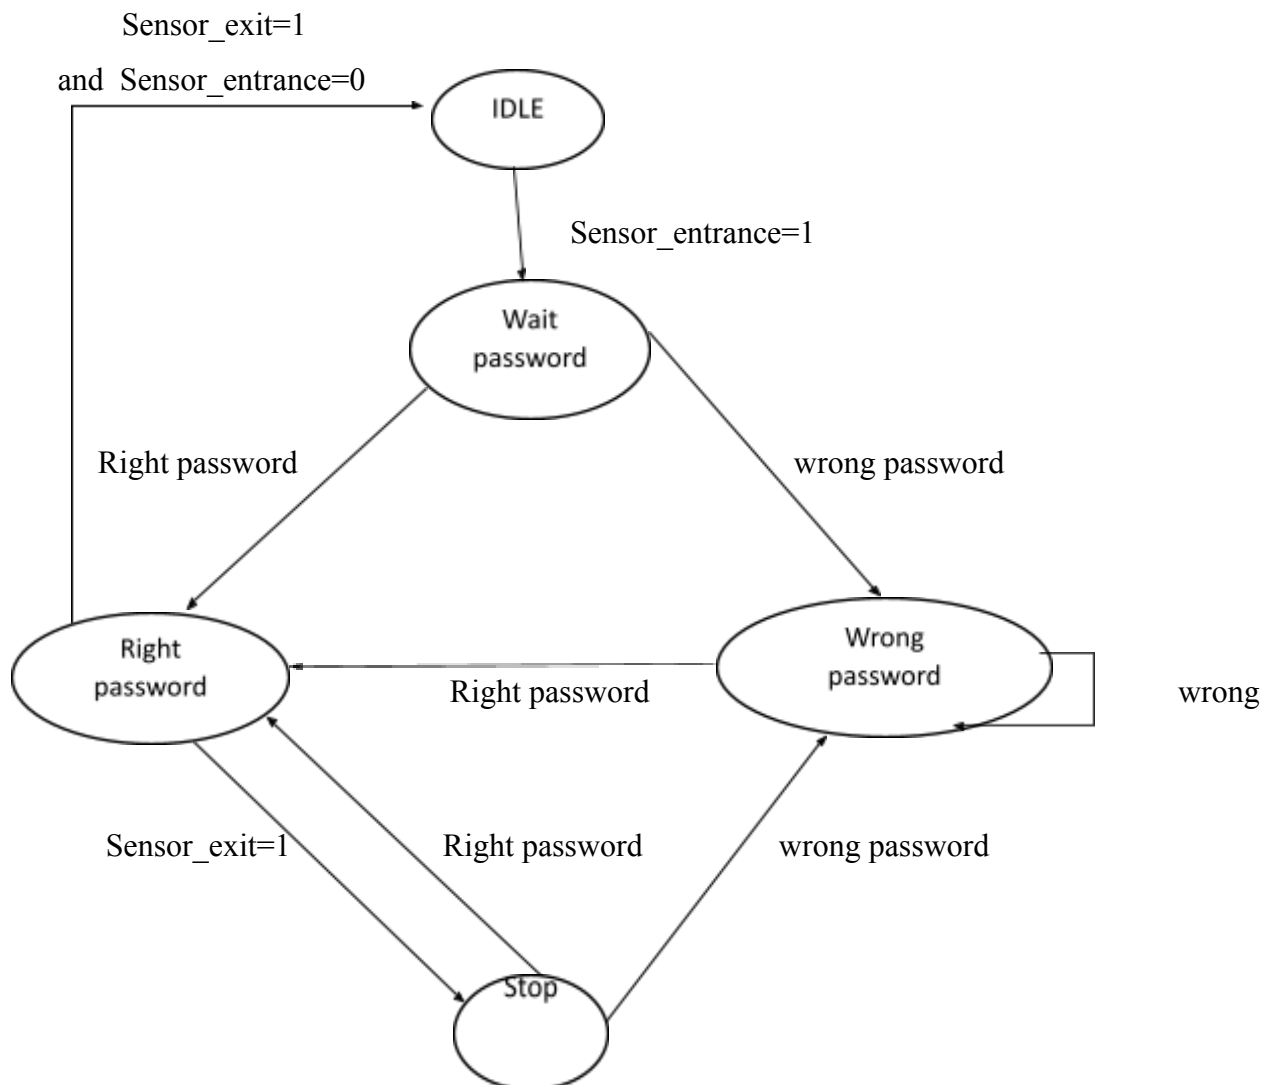 Sensor_exit=1
and Sensor_entrance=0
IDLE
Sensor_entrance=1
Wait
password
Right password
wrong password
Right
password
Wrong
password
Right password
wrong
Sensor_exit=1
Right password
wrong password
Stop